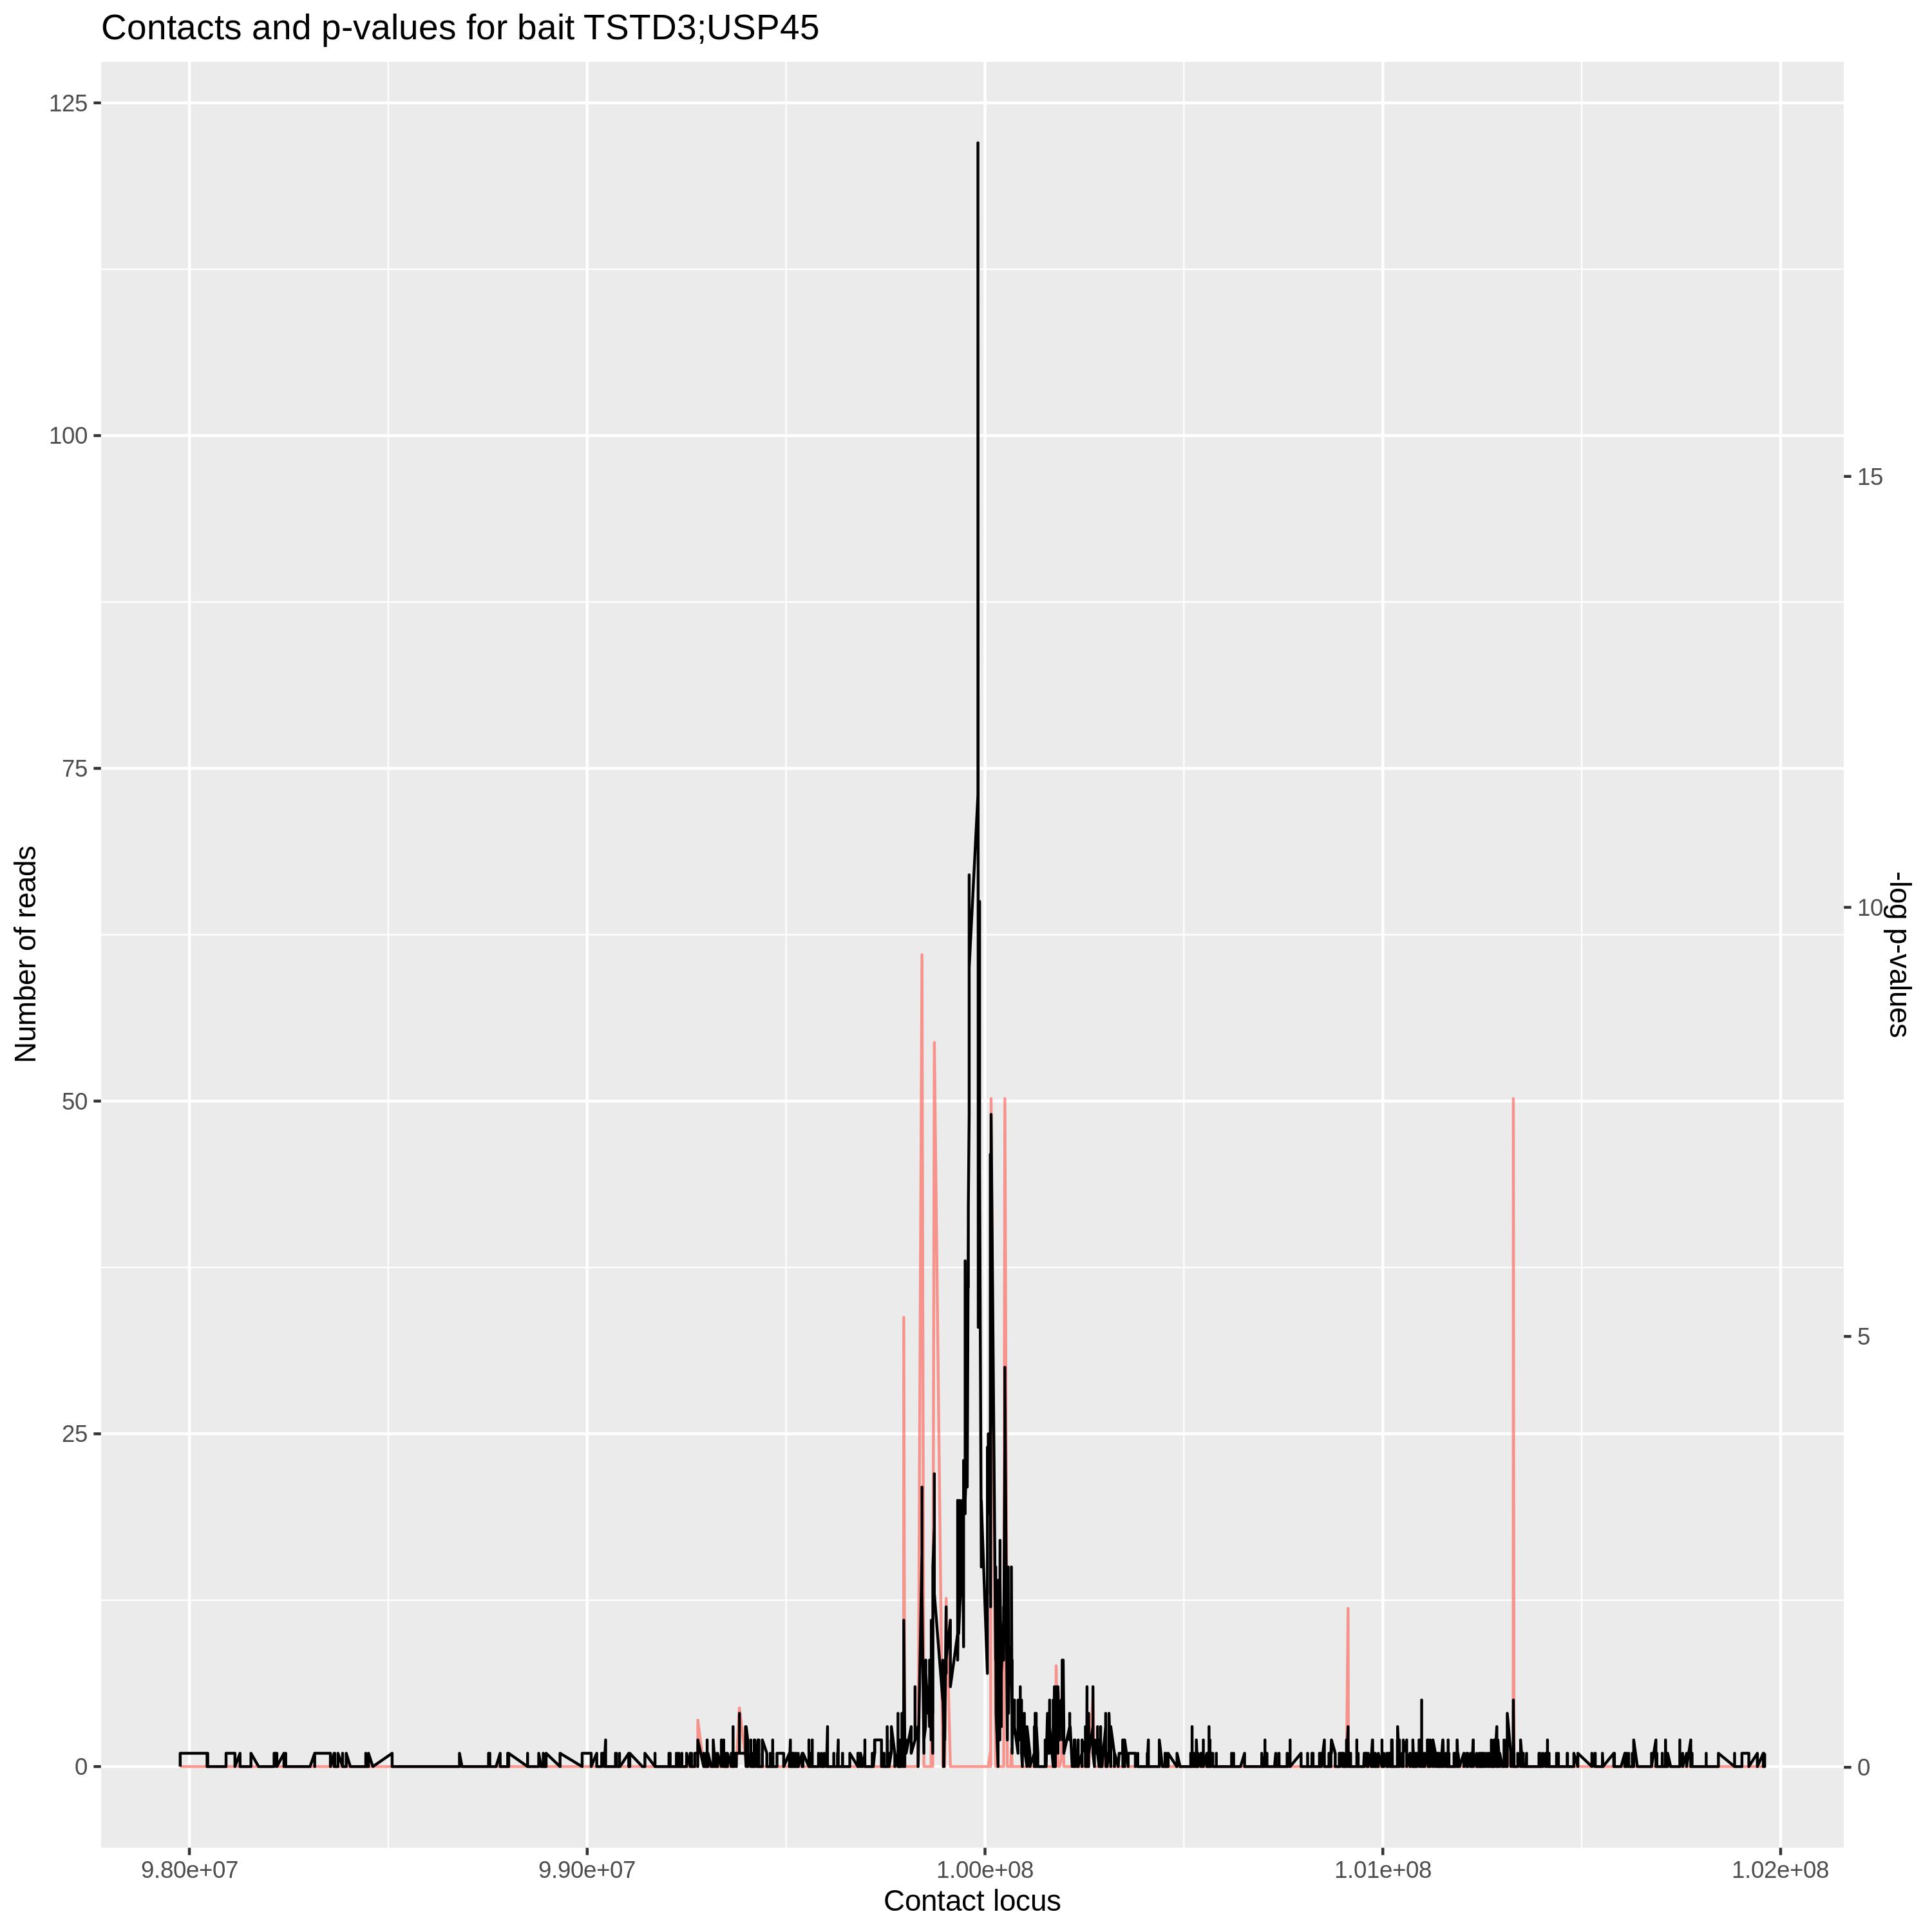 Contacts and p-values for bait TSTD3;USP45
125
100
75
50
25
0
Number of reads
15
10
5
0
-log p-values
9.80e+07
9.90e+07
1.00e+08
1.01e+08
1.02e+08
Contact locus